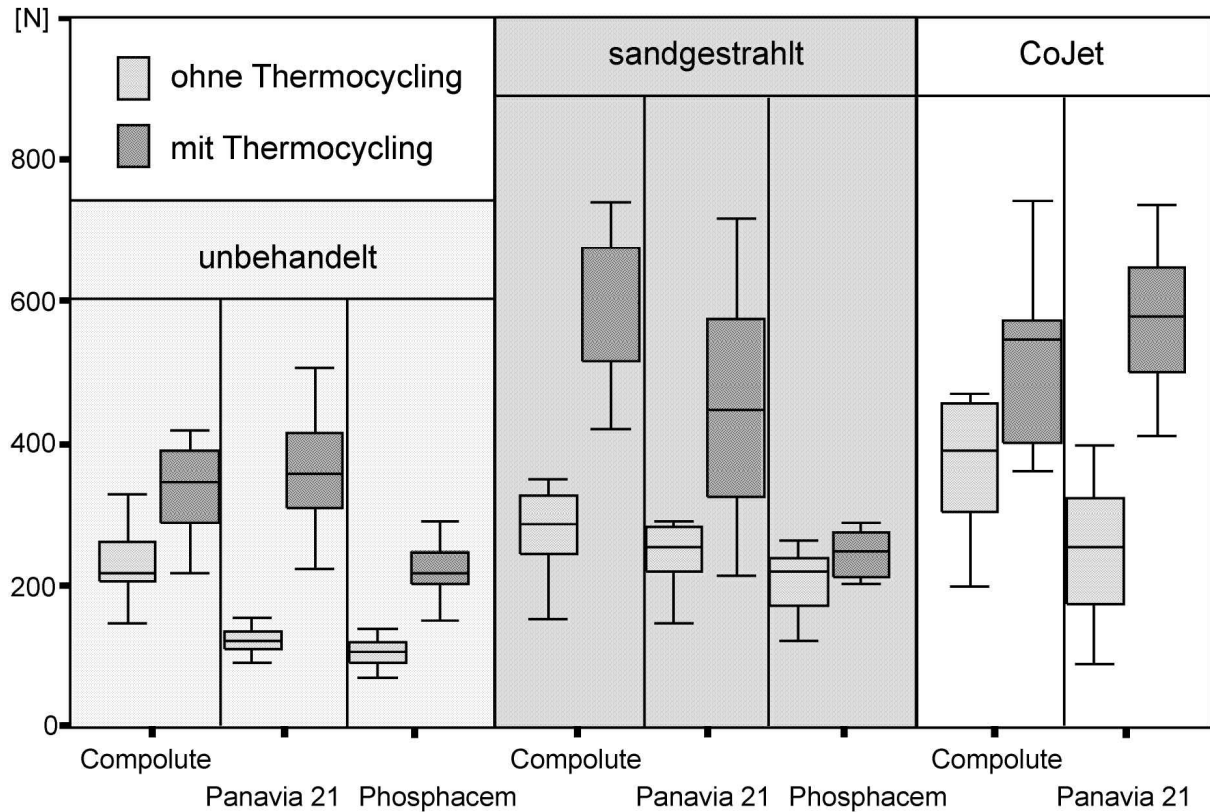 [N]
ohne Thermocycling
mit Thermocycling
unbehandelt
sandgestrahlt
CoJet
800
600
400
200
0
Compolute
Panavia 21
Phosphacem
Compolute
Panavia 21
Phosphacem
Compolute
Panavia 21